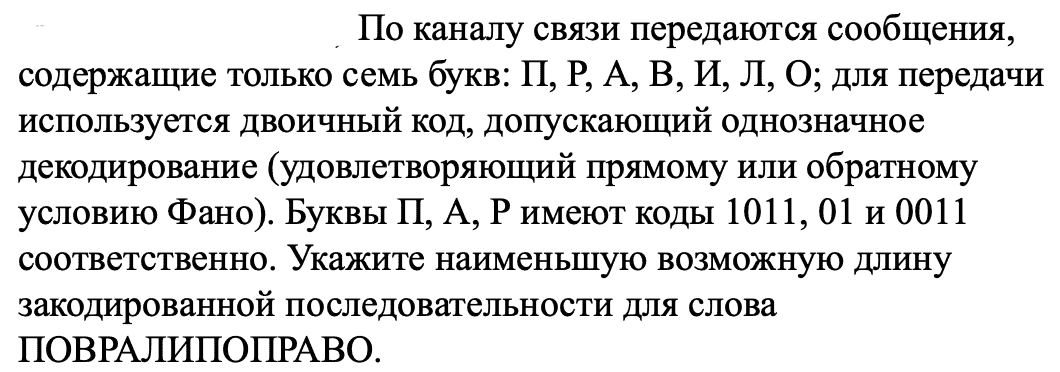 По каналу связи передаются сообщения,
содержащие только семь букв: П, Р, А, В, И, Л, О; для передачи
используется двоичный код, допускающий однозначное
декодирование (удовлетворяющий прямому или обратному
условию Фано). Буквы П, А, Р имеют коды 1011, 01 и 0011
соответственно. Укажите наименьшую возможную длину
закодированной последовательности для слова
ПОВРАЛИПОПРАВО.